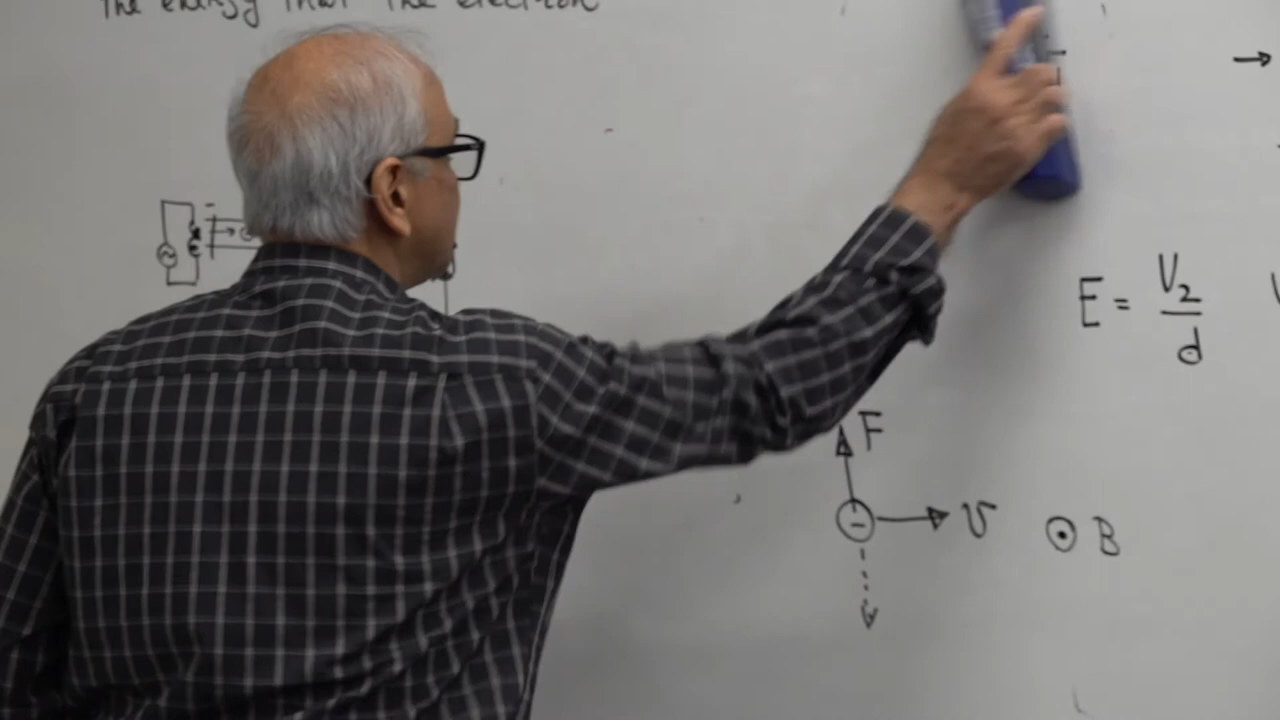 The energy that the electron
E = V₂/d
F
v
B